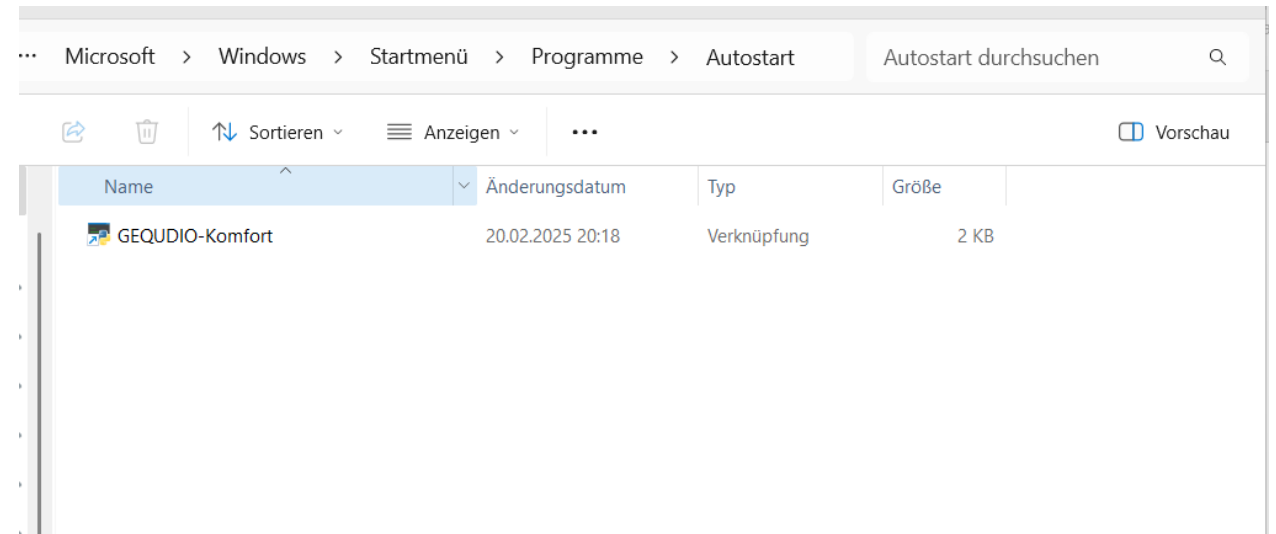 ... Microsoft > Windows > Startmenü > Programme > Autostart Autostart durchsuchen
Sortieren Anzeigen ... Vorschau
Name Änderungsdatum Typ Größe
GEQUDIO-Komfort 20.02.2025 20:18 Verknüpfung 2 KB